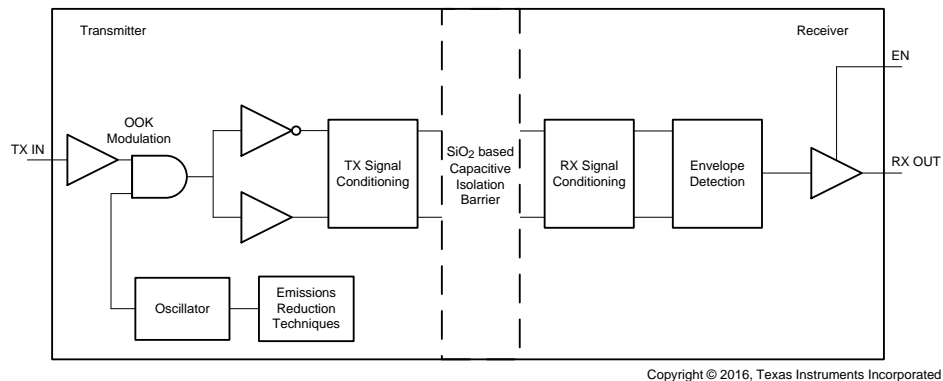 Transmitter
Receiver
EN
OOK
Modulation
TX IN
TX Signal
Conditioning
SiO2 based
Capacitive
Isolation
Barrier
RX Signal
Conditioning
Envelope
Detection
RX OUT
Oscillator
Emissions
Reduction
Techniques
Copyright © 2016, Texas Instruments Incorporated